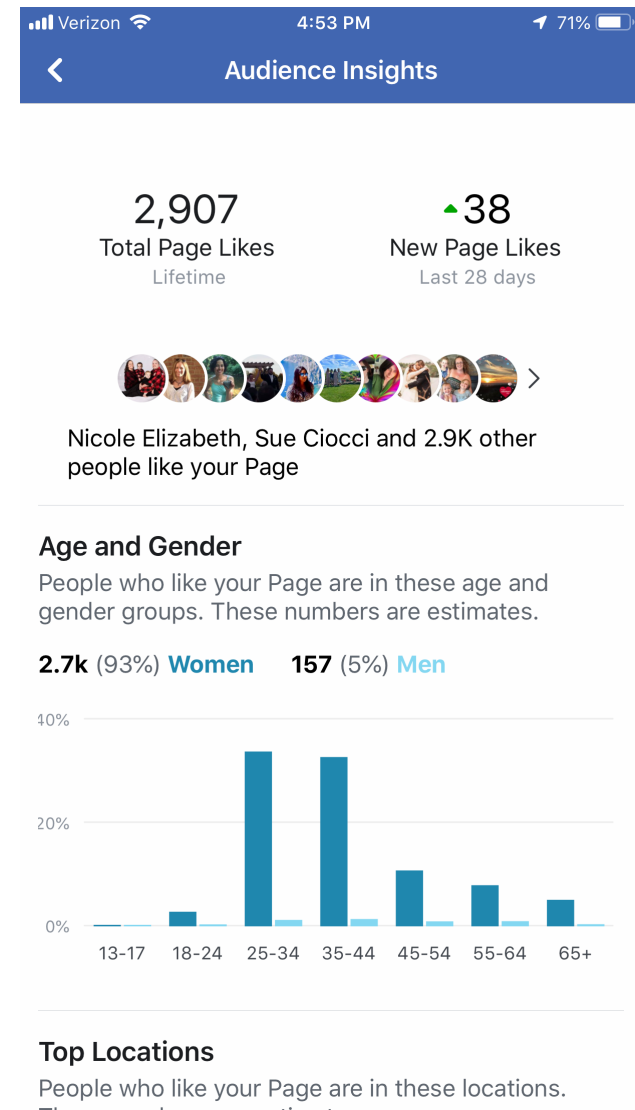 Verizon 4:53 PM 71%
Audience Insights
2,907 38
Total Page Likes New Page Likes
Lifetime Last 28 days
Nicole Elizabeth, Sue Ciocci and 2.9K other
people like your Page
Age and Gender
People who like your Page are in these age and
gender groups. These numbers are estimates.
2.7k (93%) Women 157 (5%) Men
40%
20%
0%
13-17 18-24 25-34 35-44 45-54 55-64 65+
Top Locations
People who like your Page are in these locations.